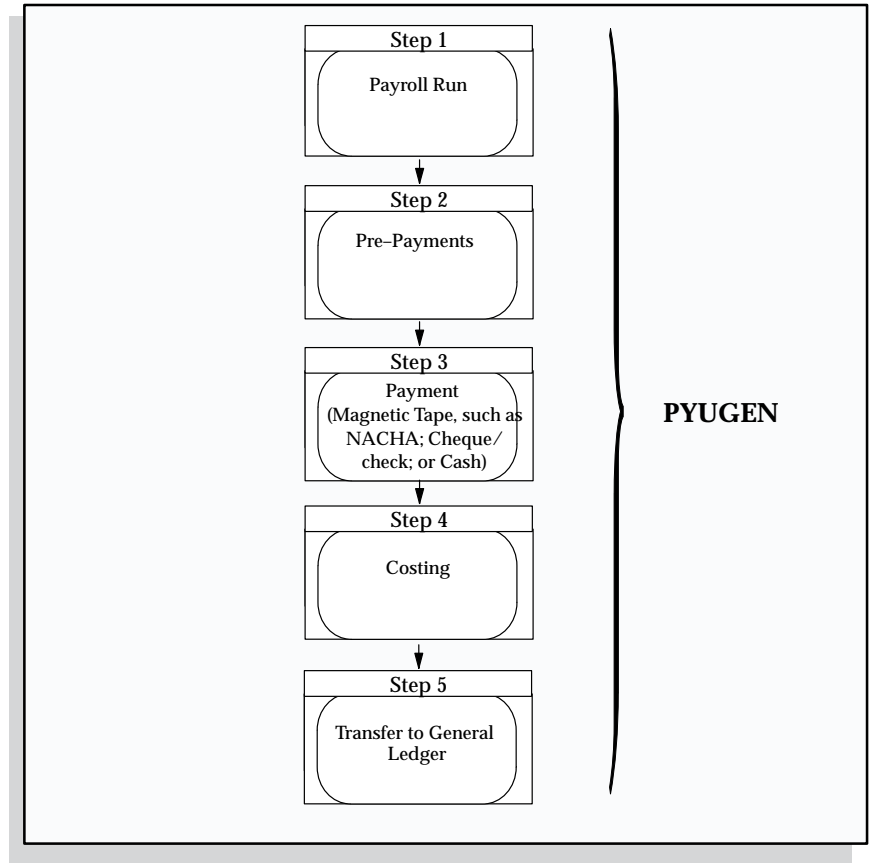 Step 1
Payroll Run
Step 2
Pre–Payments
Step 3
Payment
(Magnetic Tape, such as
NACHA; Cheque/
check; or Cash)
Step 4
Costing
Step 5
Transfer to General
Ledger
PYUGEN